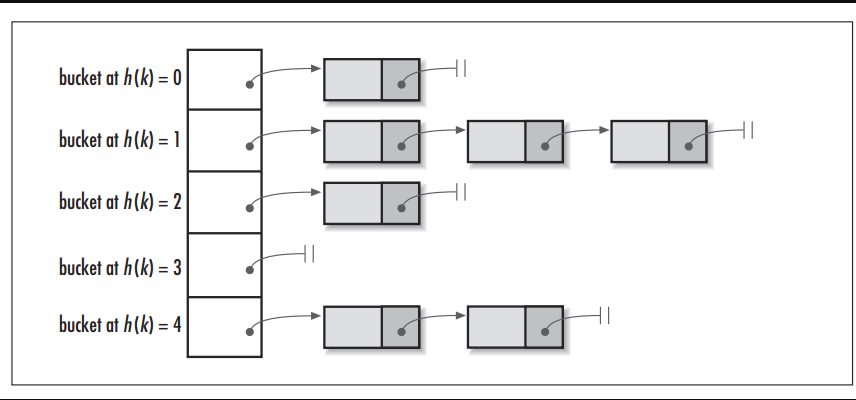 bucket at h(k) = 0
bucket at h(k) = 1
bucket at h(k) = 2
bucket at h(k) = 3
bucket at h(k) = 4